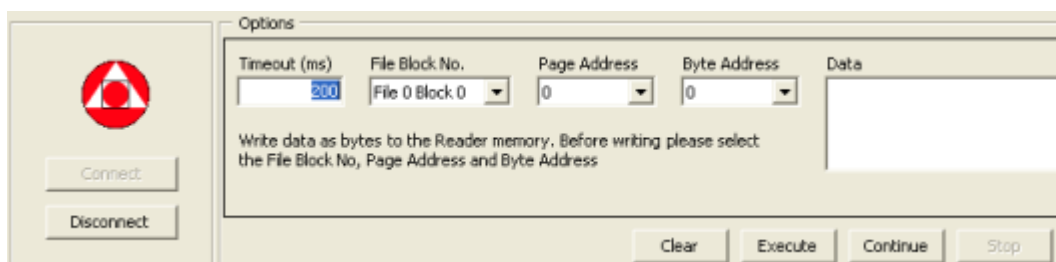 Options
Timeout (ms) File Block No. Page Address Byte Address Data
200 File 0 Block 0 0 0
Write data as bytes to the Reader memory. Before writing please select
the File Block No, Page Address and Byte Address
Connect
Disconnect
Clear Execute Continue Stop